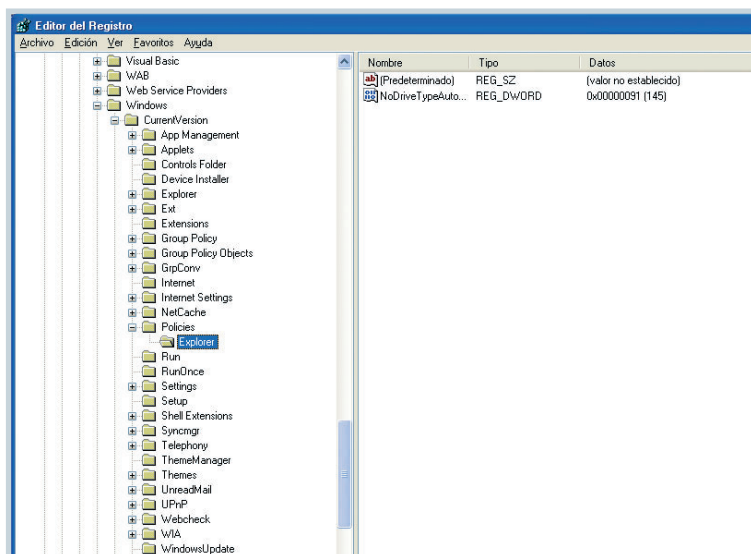 Editor del Registro
Archivo Edición Ver Favoritos Ayuda
Visual Basic
WAB
Web Service Providers
Windows
CurrentVersion
App Management
Applets
Controls Folder
Device Installer
Explorer
Ext
Extensions
Group Policy
Group Policy Objects
GrpConv
Internet
Internet Settings
NetCache
Policies
Explorer
Run
RunOnce
Settings
Setup
Shell Extensions
Syncmgr
Telephony
ThemeManager
Themes
UnreadMail
UPnP
Webcheck
WIA
WindowsUpdate
Nombre Tipo Datos
(Predeterminado) REG_SZ (valor no establecido)
NoDriveTypeAuto... REG_DWORD 0x00000091 (145)